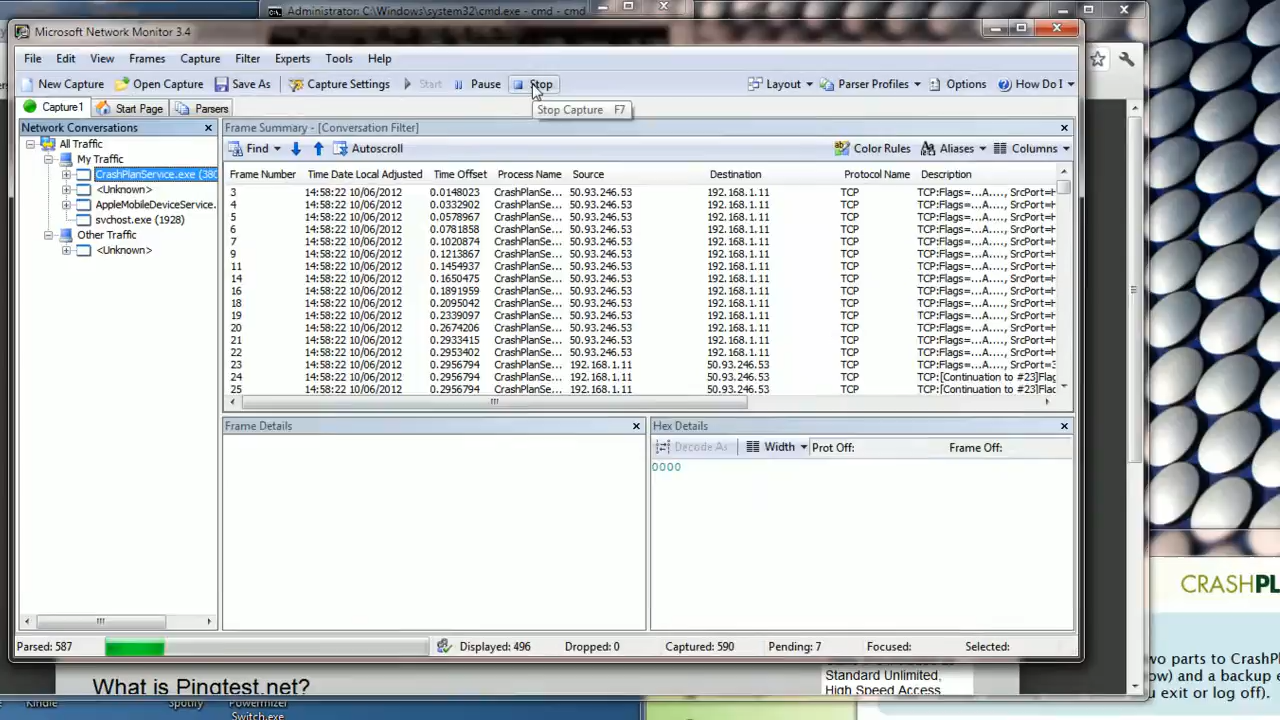 Administrator: C:\Windows\system32\cmd.exe - cmd - cmd
Microsoft Network Monitor 3.4
File Edit View Frames Capture Filter Experts Tools Help
New Capture Open Capture Save As Capture Settings Start Pause Stop Layout Parser Profiles Options How Do I
Stop Capture F7
Capture1 Start Page Parsers
Network Conversations
All Traffic
My Traffic
CrashPlanService.exe (380
<Unknown>
AppleMobileDeviceService.
svchost.exe (1928)
Other Traffic
<Unknown>
Frame Summary - [Conversation Filter]
Find Autoscroll Color Rules Aliases Columns
Frame Number Time Date Local Adjusted Time Offset Process Name Source Destination Protocol Name Description
3 14:58:22 10/06/2012 0.0148023 CrashPlanSe... 50.93.246.53 192.168.1.11 TCP TCP:Flags=...A...., SrcPort=H
4 14:58:22 10/06/2012 0.0332902 CrashPlanSe... 50.93.246.53 192.168.1.11 TCP TCP:Flags=...A...., SrcPort=H
5 14:58:22 10/06/2012 0.0578967 CrashPlanSe... 50.93.246.53 192.168.1.11 TCP TCP:Flags=...A...., SrcPort=H
6 14:58:22 10/06/2012 0.0781858 CrashPlanSe... 50.93.246.53 192.168.1.11 TCP TCP:Flags=...A...., SrcPort=H
7 14:58:22 10/06/2012 0.1020874 CrashPlanSe... 50.93.246.53 192.168.1.11 TCP TCP:Flags=...A...., SrcPort=H
9 14:58:22 10/06/2012 0.1213867 CrashPlanSe... 50.93.246.53 192.168.1.11 TCP TCP:Flags=...A...., SrcPort=H
11 14:58:22 10/06/2012 0.1454937 CrashPlanSe... 50.93.246.53 192.168.1.11 TCP TCP:Flags=...A...., SrcPort=H
14 14:58:22 10/06/2012 0.1650475 CrashPlanSe... 50.93.246.53 192.168.1.11 TCP TCP:Flags=...A...., SrcPort=H
16 14:58:22 10/06/2012 0.1891959 CrashPlanSe... 50.93.246.53 192.168.1.11 TCP TCP:Flags=...A...., SrcPort=H
18 14:58:22 10/06/2012 0.2095042 CrashPlanSe... 50.93.246.53 192.168.1.11 TCP TCP:Flags=...A...., SrcPort=H
19 14:58:22 10/06/2012 0.2339097 CrashPlanSe... 50.93.246.53 192.168.1.11 TCP TCP:Flags=...A...., SrcPort=H
20 14:58:22 10/06/2012 0.2674206 CrashPlanSe... 50.93.246.53 192.168.1.11 TCP TCP:Flags=...A...., SrcPort=H
21 14:58:22 10/06/2012 0.2933415 CrashPlanSe... 50.93.246.53 192.168.1.11 TCP TCP:Flags=...A...., SrcPort=H
22 14:58:22 10/06/2012 0.2953402 CrashPlanSe... 50.93.246.53 192.168.1.11 TCP TCP:Flags=...A...., SrcPort=H
23 14:58:22 10/06/2012 0.2956794 CrashPlanSe... 192.168.1.11 50.93.246.53 TCP TCP:Flags=...A...., SrcPort=3
24 14:58:22 10/06/2012 0.2956794 CrashPlanSe... 192.168.1.11 50.93.246.53 TCP TCP:[Continuation to #23]Flag
25 14:58:22 10/06/2012 0.2956794 CrashPlanSe... 192.168.1.11 50.93.246.53 TCP TCP:[Continuation to #23]Flag
Frame Details
Hex Details
Decode As Width Prot Off: Frame Off:
0000
Parsed: 587 Displayed: 496 Dropped: 0 Captured: 590 Pending: 7 Focused: Selected:
CRASHPL
wo parts to CrashPl
ow) and a backup e
u exit or log off).
What is Pingtest.net?
Standard Unlimited,
High Speed Access
Kindle Spotify Powermizer
Switch.exe